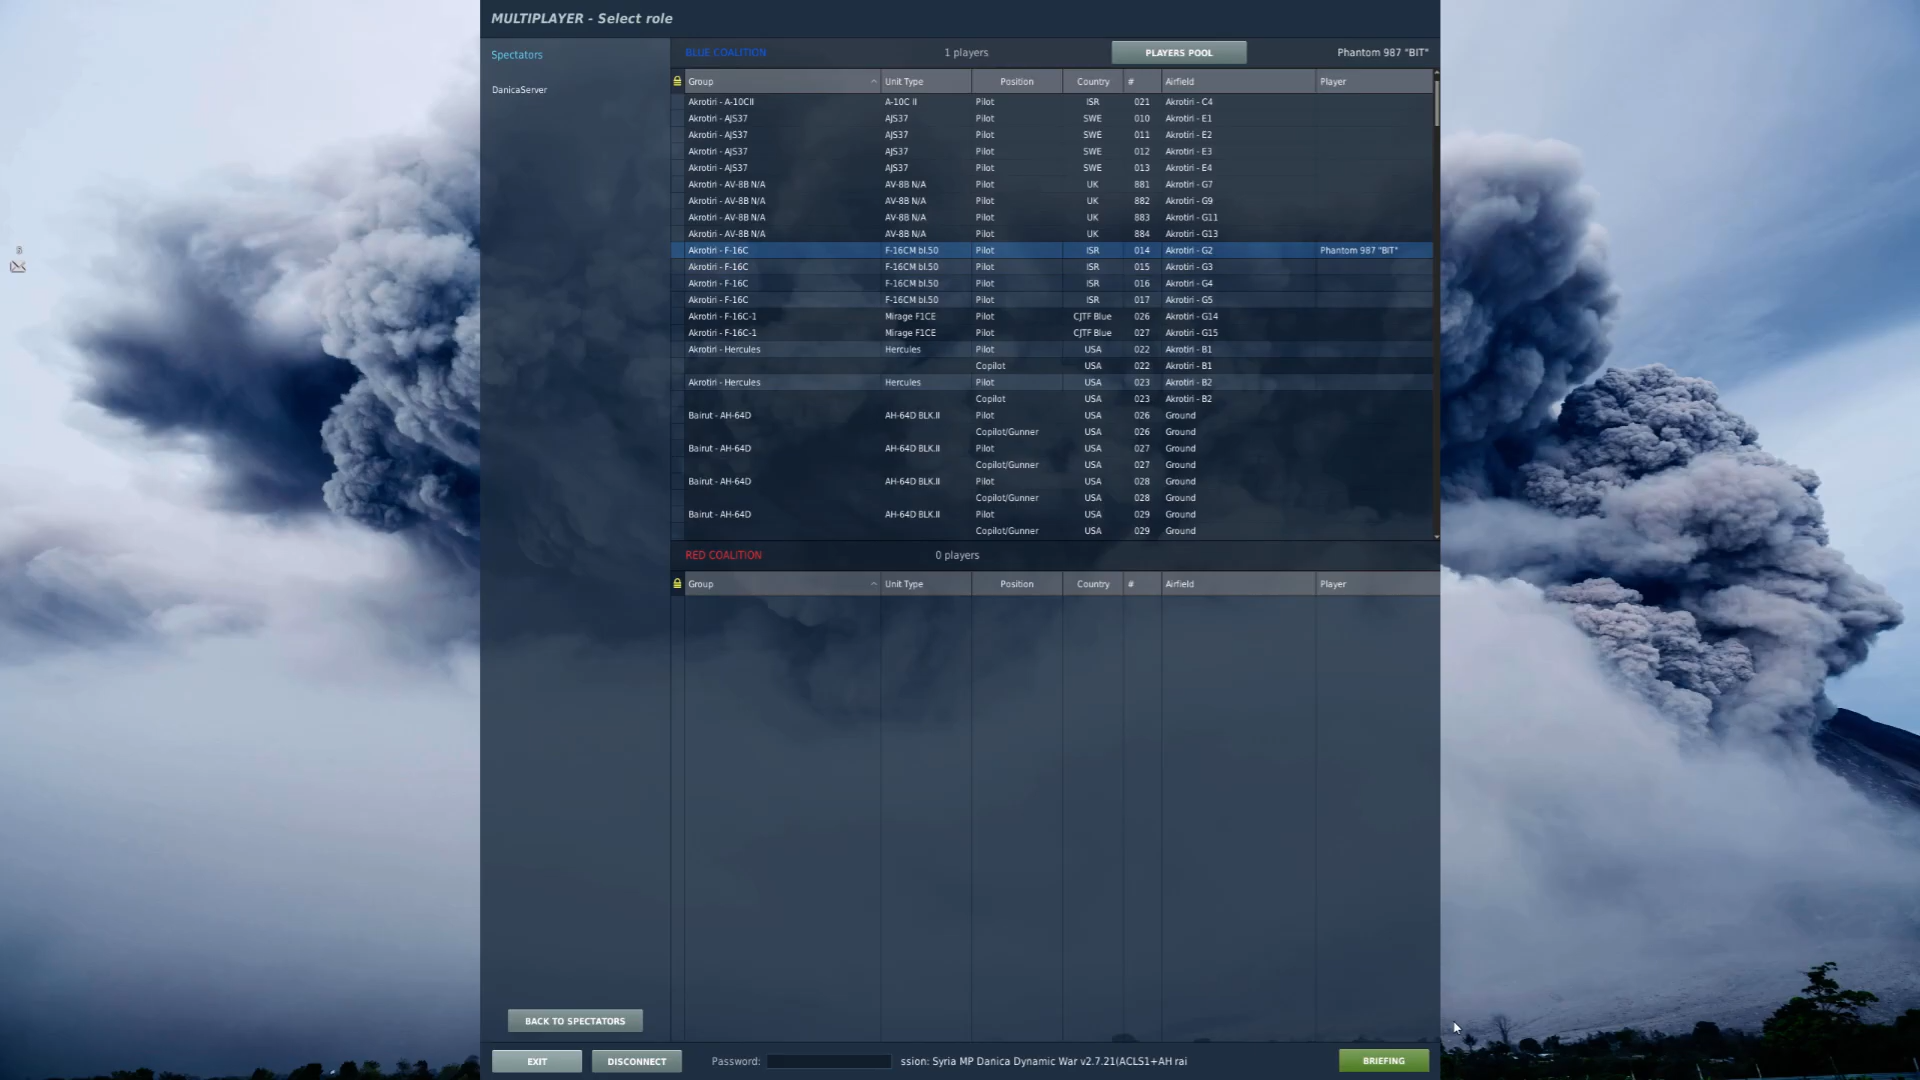 MULTIPLAYER - Select role
Spectators
DanicaServer
BLUE COALITION 1 players PLAYERS POOL Phantom 987 "BIT"
Group Unit Type Position Country # Airfield Player
Akrotiri - A-10CII A-10C II Pilot ISR 021 Akrotiri - C4
Akrotiri - AJS37 AJS37 Pilot SWE 010 Akrotiri - E1
Akrotiri - AJS37 AJS37 Pilot SWE 011 Akrotiri - E2
Akrotiri - AJS37 AJS37 Pilot SWE 012 Akrotiri - E3
Akrotiri - AJS37 AJS37 Pilot SWE 013 Akrotiri - E4
Akrotiri - AV-8B N/A AV-8B N/A Pilot UK 881 Akrotiri - G7
Akrotiri - AV-8B N/A AV-8B N/A Pilot UK 882 Akrotiri - G9
Akrotiri - AV-8B N/A AV-8B N/A Pilot UK 883 Akrotiri - G11
Akrotiri - AV-8B N/A AV-8B N/A Pilot UK 884 Akrotiri - G13
Akrotiri - F-16C F-16CM bl.50 Pilot ISR 014 Akrotiri - G2 Phantom 987 "BIT"
Akrotiri - F-16C F-16CM bl.50 Pilot ISR 015 Akrotiri - G3
Akrotiri - F-16C F-16CM bl.50 Pilot ISR 016 Akrotiri - G4
Akrotiri - F-16C F-16CM bl.50 Pilot ISR 017 Akrotiri - G5
Akrotiri - F-16C-1 Mirage F1CE Pilot CJTF Blue 026 Akrotiri - G14
Akrotiri - F-16C-1 Mirage F1CE Pilot CJTF Blue 027 Akrotiri - G15
Akrotiri - Hercules Hercules Pilot USA 022 Akrotiri - B1
Copilot USA 022 Akrotiri - B1
Akrotiri - Hercules Hercules Pilot USA 023 Akrotiri - B2
Copilot USA 023 Akrotiri - B2
Bairut - AH-64D AH-64D BLK.II Pilot USA 026 Ground
Copilot/Gunner USA 026 Ground
Bairut - AH-64D AH-64D BLK.II Pilot USA 027 Ground
Copilot/Gunner USA 027 Ground
Bairut - AH-64D AH-64D BLK.II Pilot USA 028 Ground
Copilot/Gunner USA 028 Ground
Bairut - AH-64D AH-64D BLK.II Pilot USA 029 Ground
Copilot/Gunner USA 029 Ground
RED COALITION 0 players
Group Unit Type Position Country # Airfield Player
BACK TO SPECTATORS
EXIT DISCONNECT Password: ssion: Syria MP Danica Dynamic War v2.7.21(ACLS1+AH rai BRIEFING